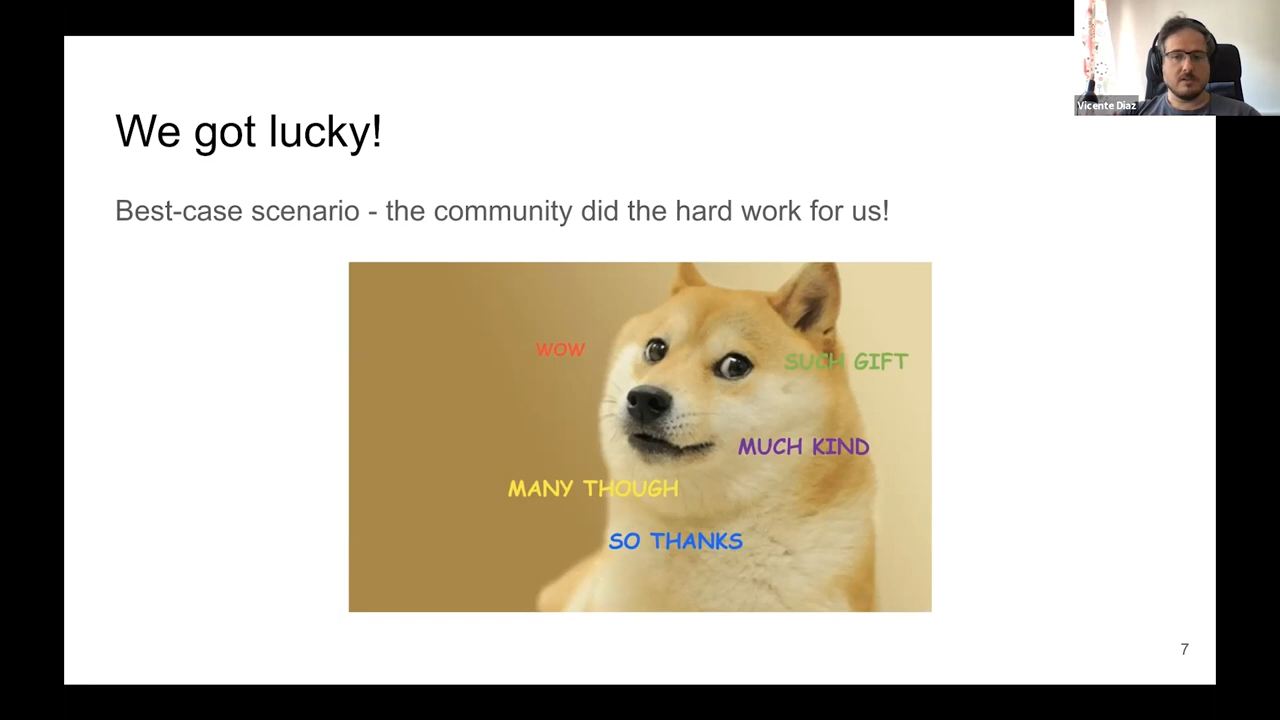 Vicente Diaz
We got lucky!
Best-case scenario - the community did the hard work for us!
WOW
SUCH GIFT
MUCH KIND
MANY THOUGH
SO THANKS
7